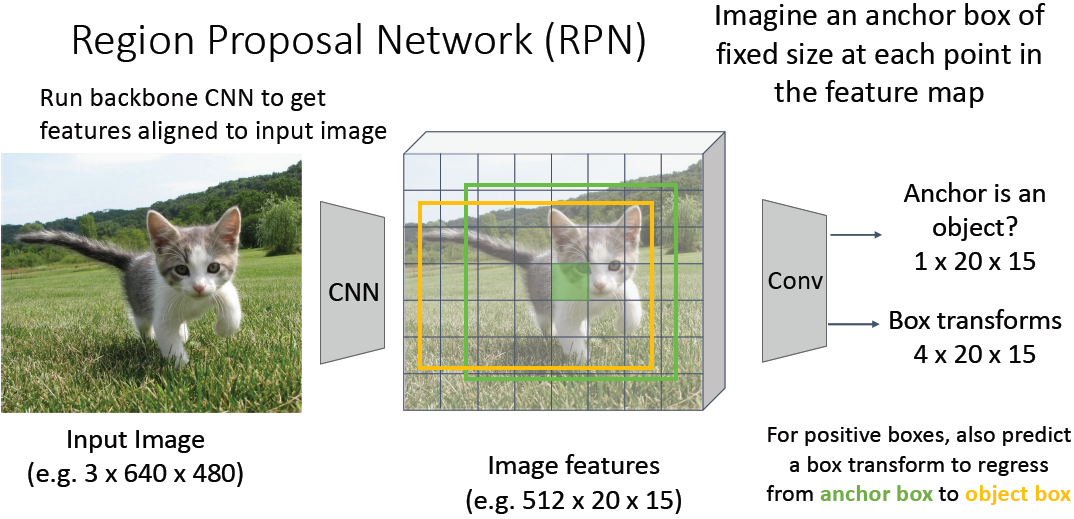 Region Proposal Network (RPN)
Imagine an anchor box of
fixed size at each point in
the feature map
Run backbone CNN to get
features aligned to input image
CNN
Conv
Anchor is an
object?
1 x 20 x 15
Box transforms
4 x 20 x 15
Input Image
(e.g. 3 x 640 x 480)
Image features
(e.g. 512 x 20 x 15)
For positive boxes, also predict
a box transform to regress
from anchor box to object box